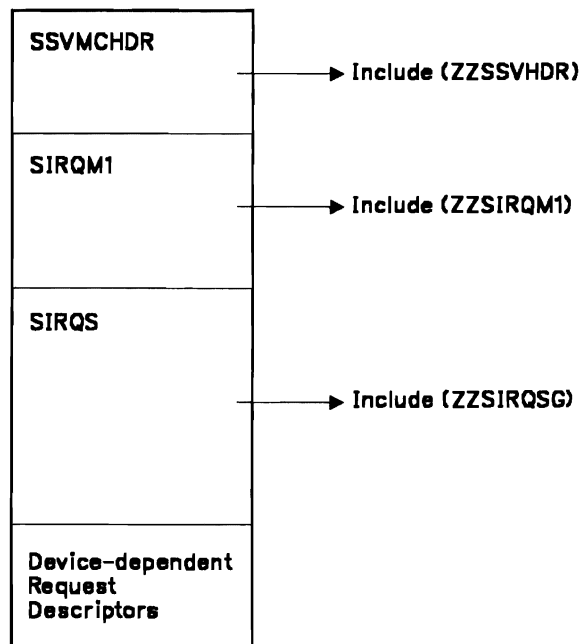 SSVMCHDR
Include (ZZSSVHDR)
SIRQM1
Include (ZZSIRQM1)
SIRQS
Include (ZZSIRQSG)
Device-dependent
Request
Descriptors